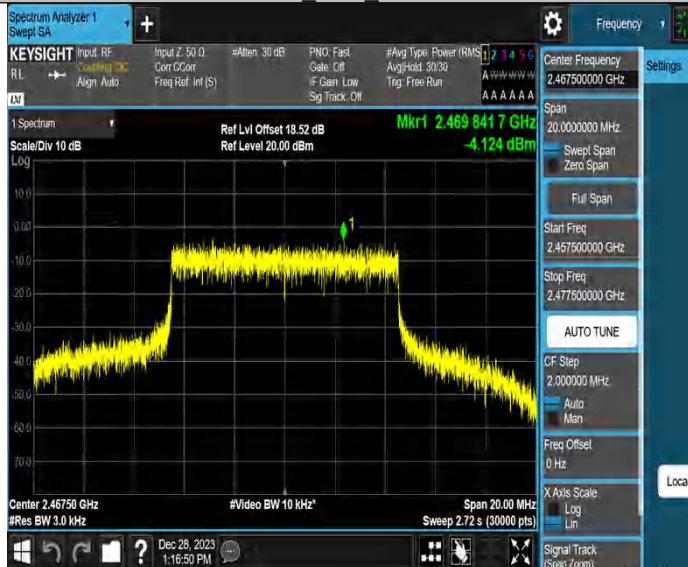 Spectrum Analyzer 1
Swept SA
Frequency
KEYSIGHT
Input: RF
Coupling: DC
Align: Auto
RL
Input Z: 50 Ω
Corr CCorr
Freq Ref: Int (S)
#Atten: 30 dB
PNO: Fast
Gate: Off
IF Gain: Low
Sig Track: Off
#Avg Type: Power (RMS
Avg|Hold: 30/30
Trig: Free Run
1 2 3 4 5 6
A W W W W W
A A A A A A
1 Spectrum
Scale/Div 10 dB
Ref Lvl Offset 18.52 dB
Ref Level 20.00 dBm
Mkr1 2.469 841 7 GHz
-4.124 dBm
Log
10.0
0.00
-10.0
-20.0
-30.0
-40.0
-50.0
-60.0
-70.0
1
Center 2.46750 GHz
#Res BW 3.0 kHz
#Video BW 10 kHz*
Span 20.00 MHz
Sweep 2.72 s (30000 pts)
Dec 28, 2023
1:16:50 PM
?
Center Frequency
2.467500000 GHz
Settings
Span
20.0000000 MHz
Swept Span
Zero Span
Full Span
Start Freq
2.457500000 GHz
Stop Freq
2.477500000 GHz
AUTO TUNE
CF Step
2.000000 MHz
Auto
Man
Freq Offset
0 Hz
X Axis Scale
Log
Lin
Loca
Signal Track
(Span Zoom)